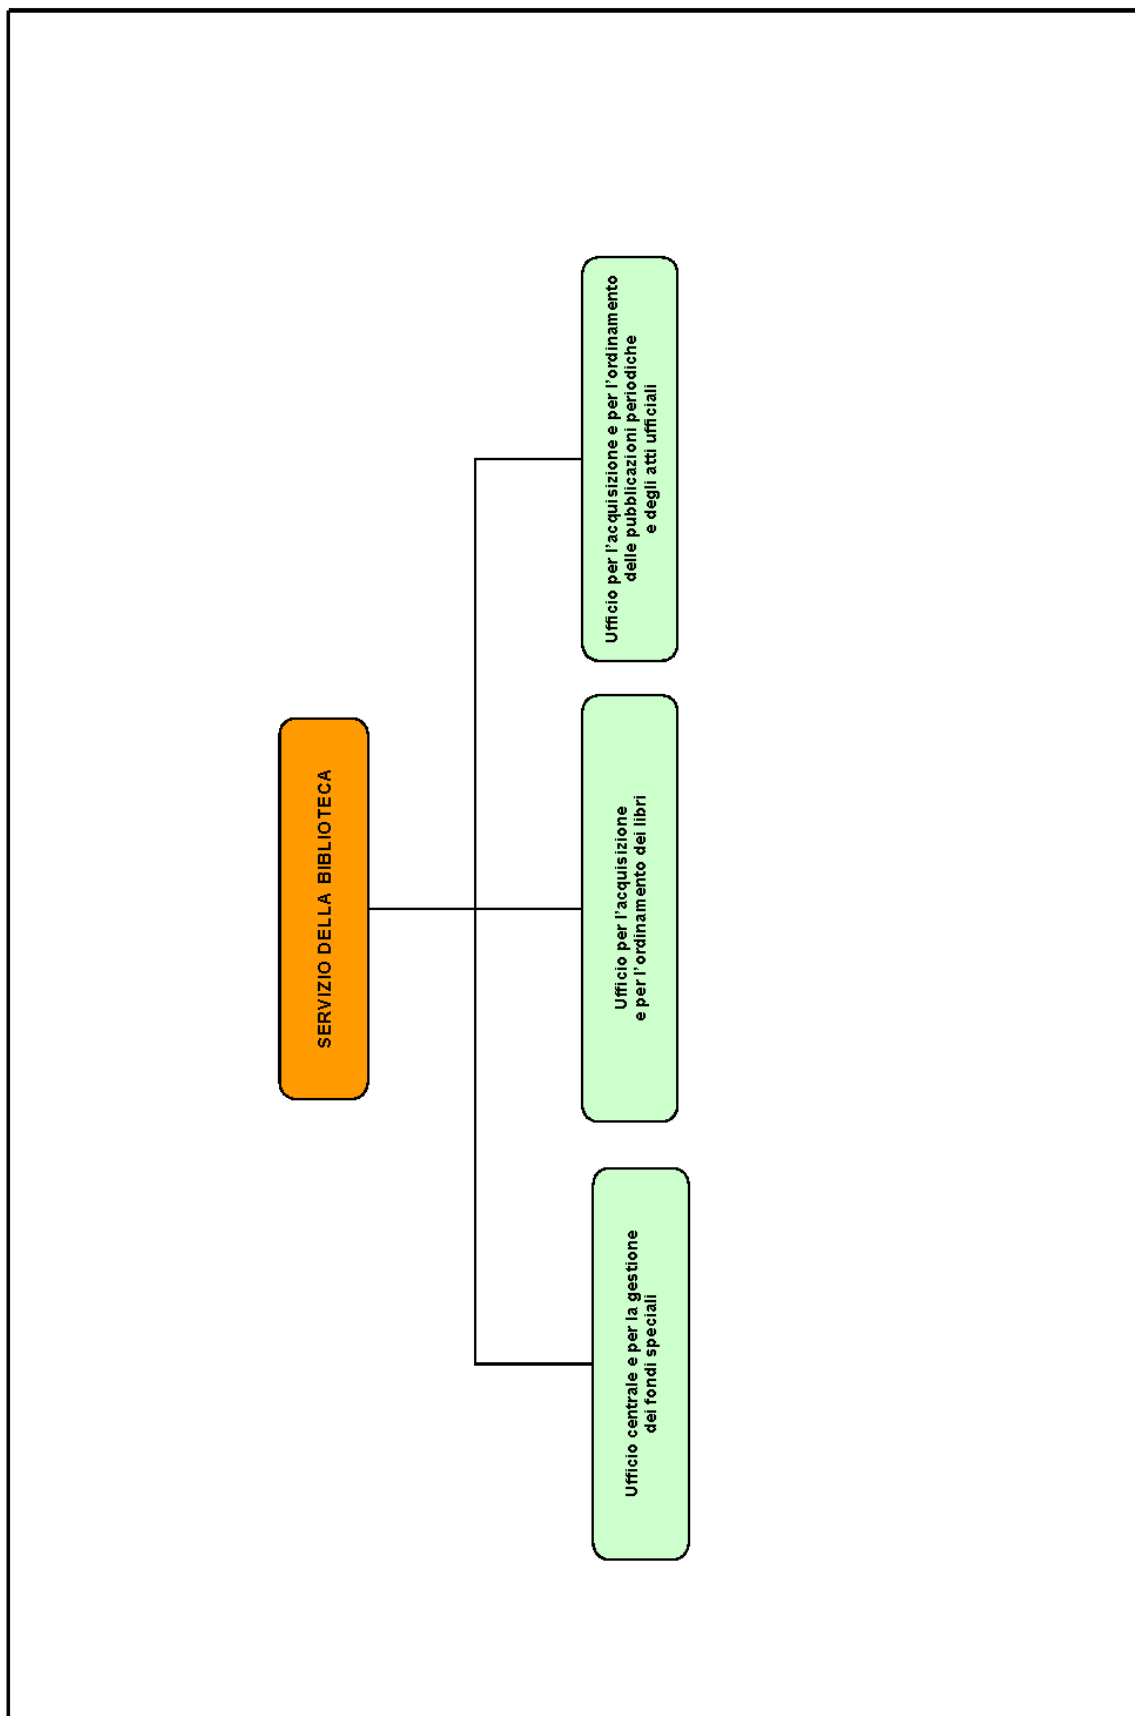 SERVIZIO DELLA BIBLIOTECA
Ufficio centrale e per la gestione
dei fondi speciali
Ufficio per l'acquisizione
e per l'ordinamento dei libri
Ufficio per l'acquisizione e per l'ordinamento
delle pubblicazioni periodiche
e degli atti ufficiali